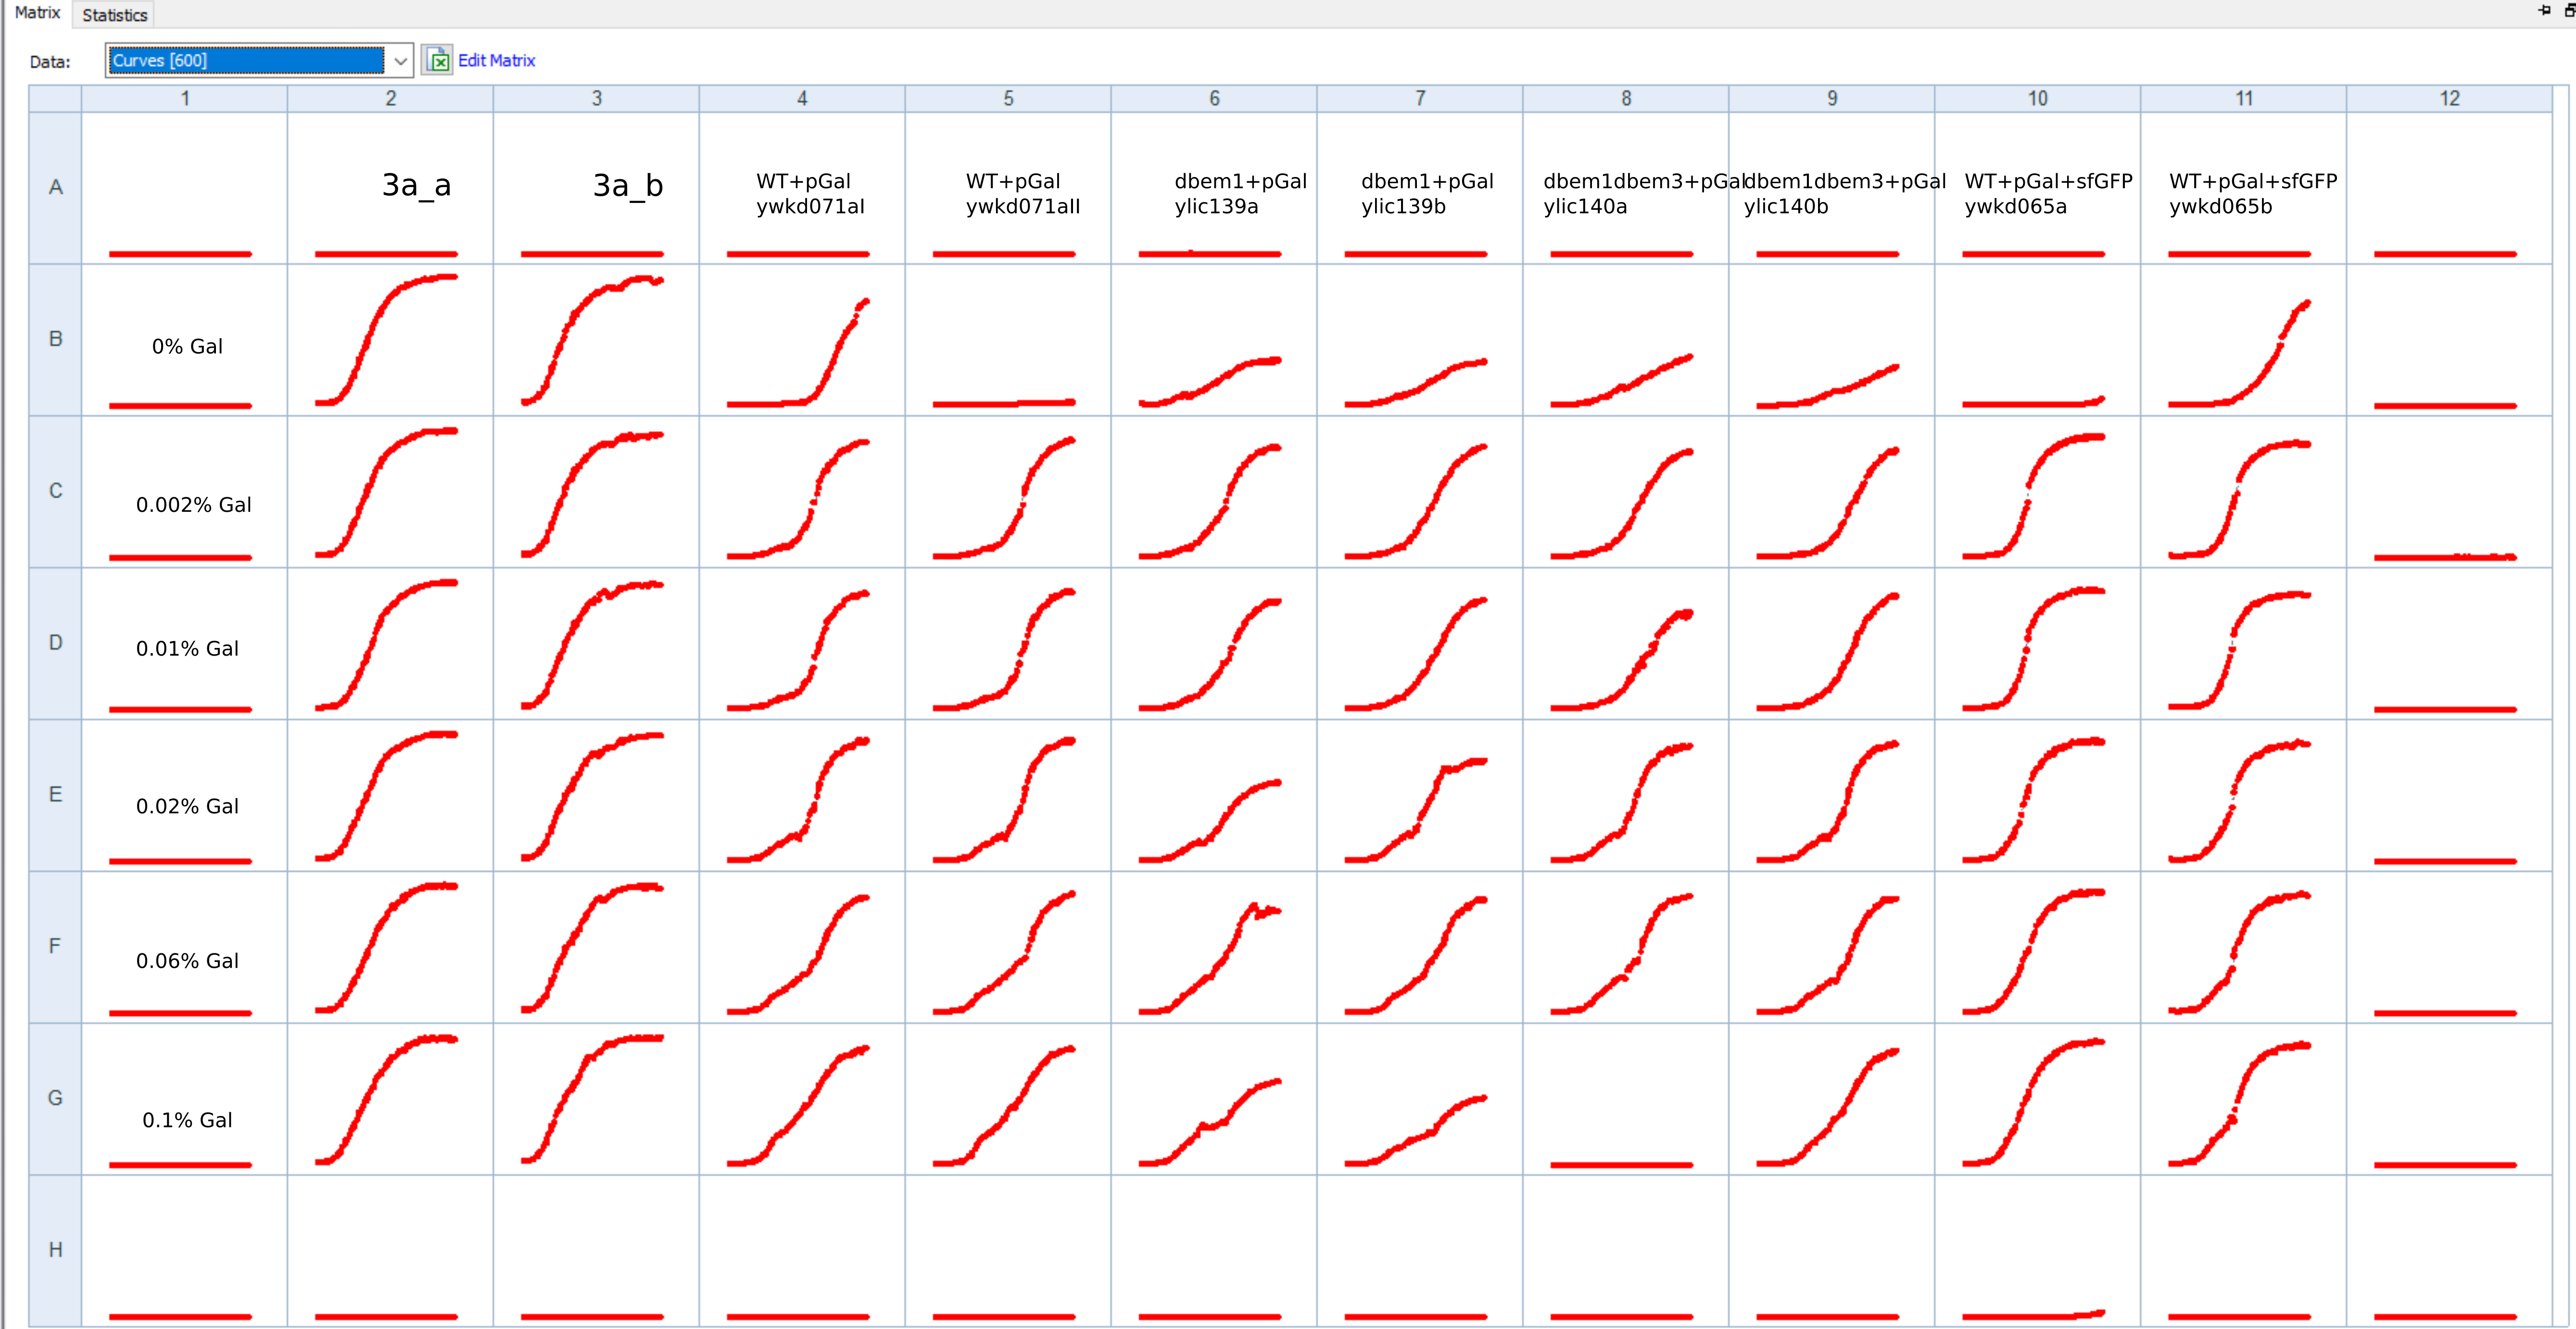 Matrix Statistics
Data: Curves [600] Edit Matrix
1 2 3 4 5 6 7 8 9 10 11 12
A
3a_a
3a_b
WT+pGal
ywkd071aI
WT+pGal
ywkd071aII
dbem1+pGal
ylic139a
dbem1+pGal
ylic139b
dbem1dbem3+pGal
ylic140a
dbem1dbem3+pGal
ylic140b
WT+pGal+sfGFP
ywkd065a
WT+pGal+sfGFP
ywkd065b
B 0% Gal
C 0.002% Gal
D 0.01% Gal
E 0.02% Gal
F 0.06% Gal
G 0.1% Gal
H